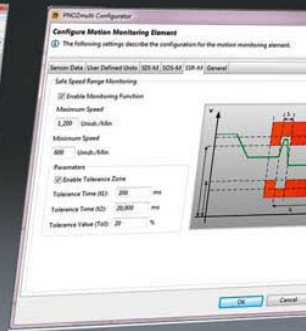 PNOZmulti Configurator
Configure Motion Monitoring Element
The following settings describe the configuration for the motion monitoring element.
Sensor Data User Defined Units SDI-M SOS-M SSR-M General
Safe Speed Range Monitoring
Enable Monitoring Function
Maximum Speed
1,200 Umdr./Min
Minimum Speed
600 Umdr./Min
Parameters
Enable Tolerance Zone
Tolerance Time (t1): 200 ms
Tolerance Time (t2): 20,000 ms
Tolerance Value (Tol): 20 %
V
OK Cancel